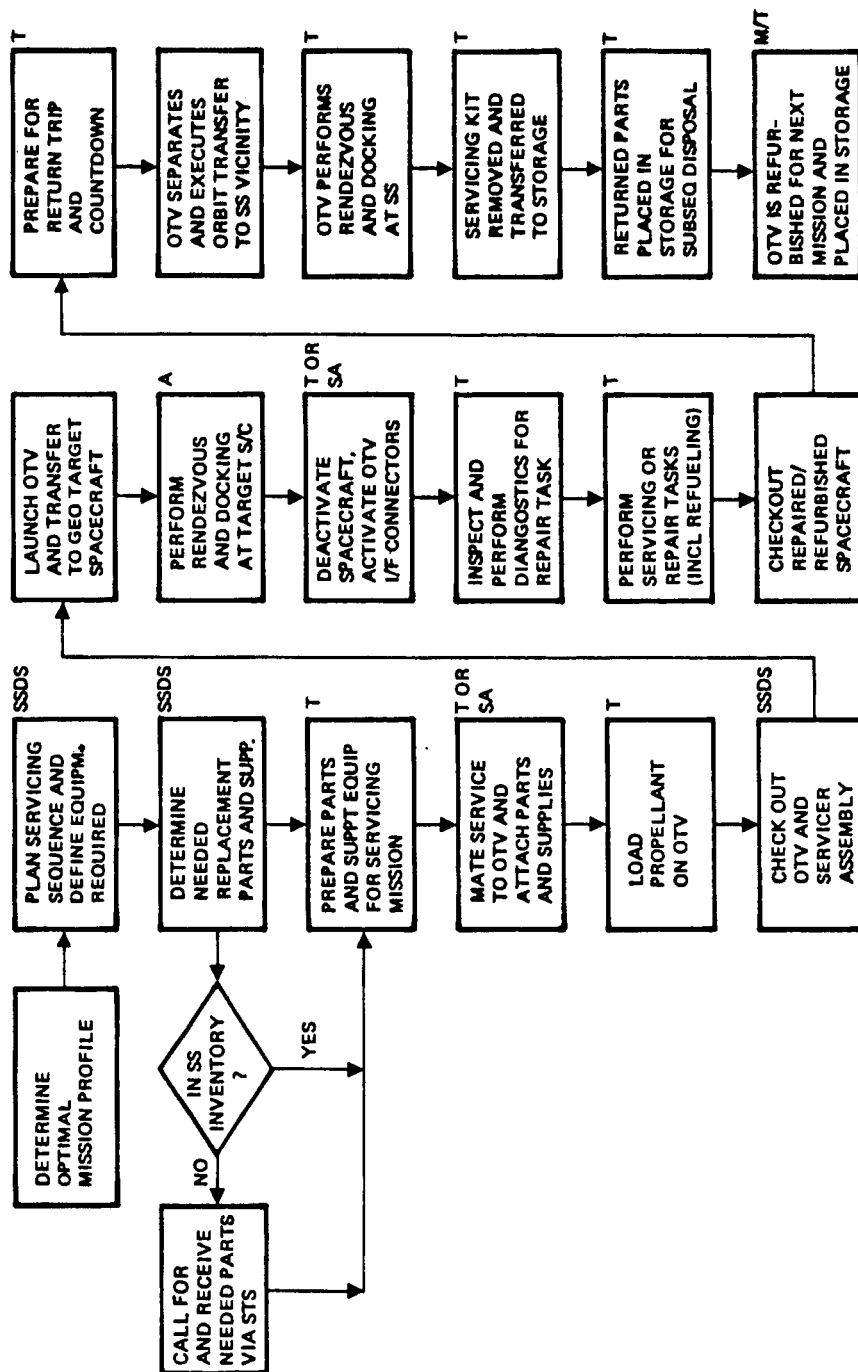 DETERMINE
OPTIMAL
MISSION PROFILE
SSDS
PLAN SERVICING
SEQUENCE AND
DEFINE EQUIPM.
REQUIRED
SSDS
DETERMINE
NEEDED
REPLACEMENT
PARTS AND SUPP.
IN SS
INVENTORY
?
NO
YES
CALL FOR
AND RECEIVE
NEEDED PARTS
VIA STS
T
PREPARE PARTS
AND SUPPT EQUIP
FOR SERVICING
MISSION
T OR
SA
MATE SERVICE
TO OTV AND
ATTACH PARTS
AND SUPPLIES
T
LOAD
PROPELLANT
ON OTV
SSDS
CHECK OUT
OTV AND
SERVICER
ASSEMBLY
LAUNCH OTV
AND TRANSFER
TO GEO TARGET
SPACECRAFT
A
PERFORM
RENDEZVOUS
AND DOCKING
AT TARGET S/C
T OR
SA
DEACTIVATE
SPACECRAFT,
ACTIVATE OTV
I/F CONNECTORS
T
INSPECT AND
PERFORM
DIANGOSTICS FOR
REPAIR TASK
T
PERFORM
SERVICING OR
REPAIR TASKS
(INCL REFUELING)
CHECKOUT
REPAIRED/
REFURBISHED
SPACECRAFT
T
PREPARE FOR
RETURN TRIP
AND
COUNTDOWN
OTV SEPARATES
AND EXECUTES
ORBIT TRANSFER
TO SS VICINITY
T
OTV PERFORMS
RENDEZVOUS
AND DOCKING
AT SS
T
SERVICING KIT
REMOVED AND
TRANSFERRED
TO STORAGE
T
RETURNED PARTS
PLACED IN
STORAGE FOR
SUBSEQ DISPOSAL
M/T
OTV IS REFUR-
BISHED FOR NEXT
MISSION AND
PLACED IN STORAGE